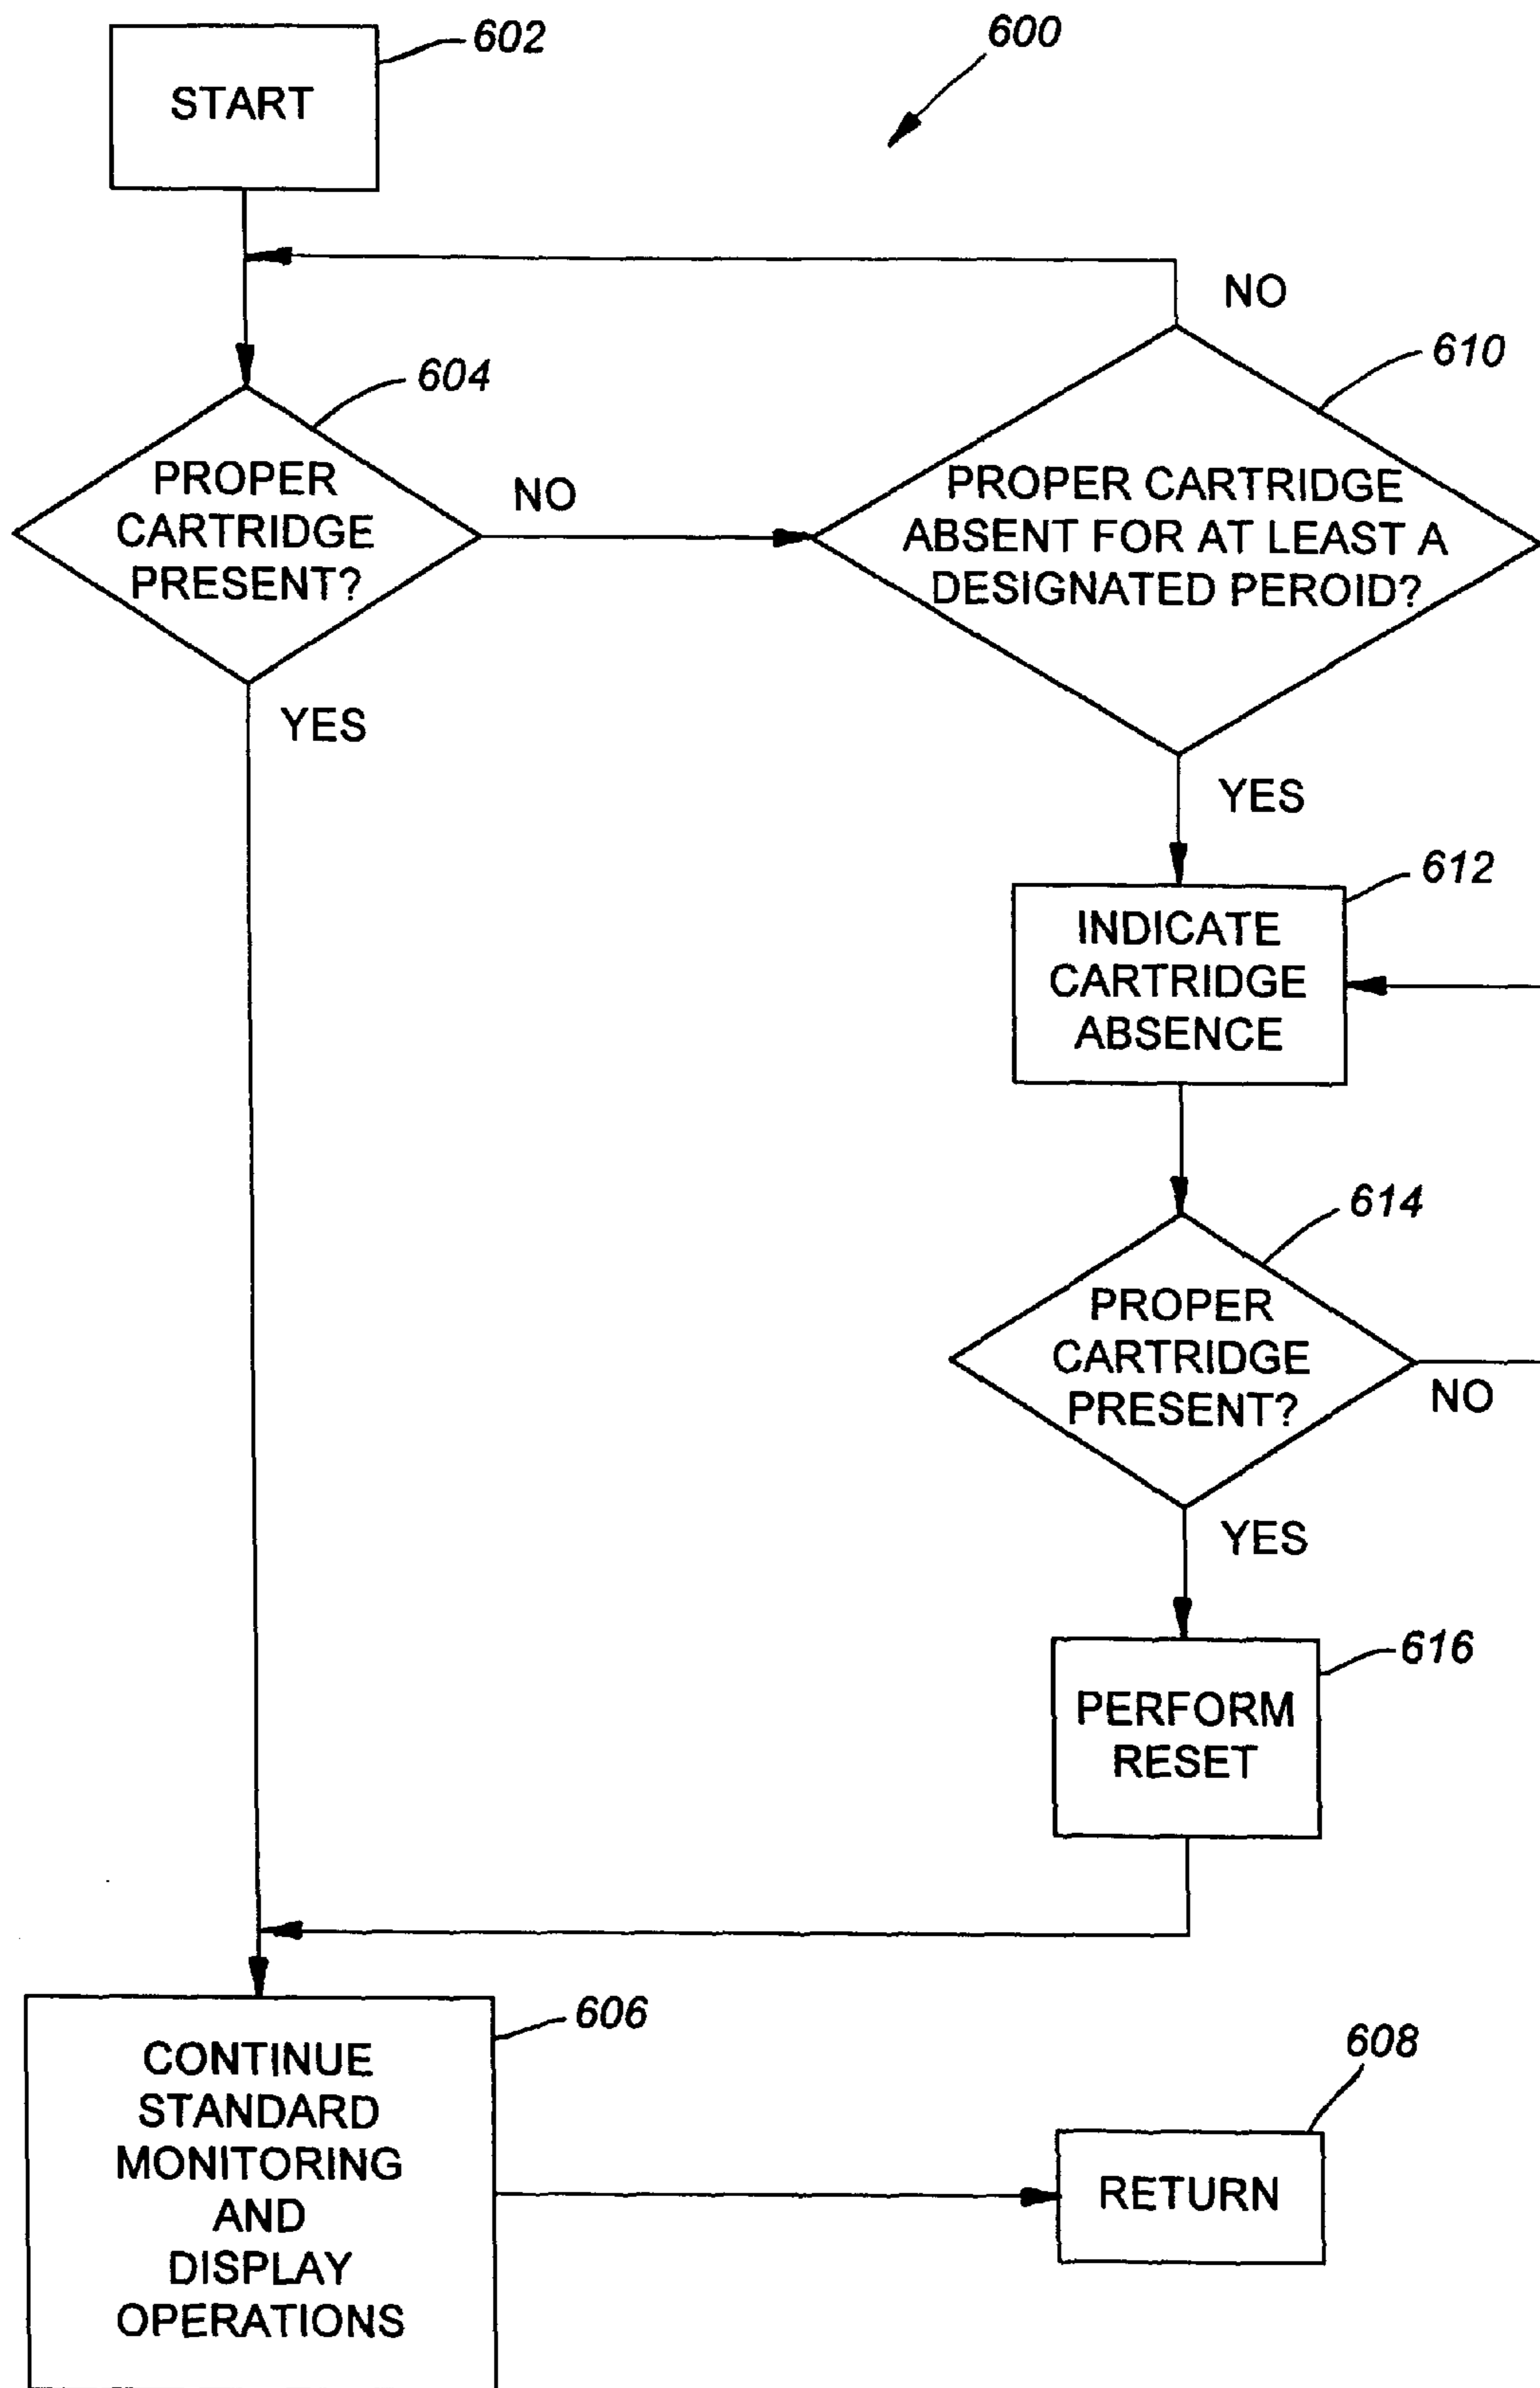 602
START
600
NO
604
610
PROPER
CARTRIDGE
PRESENT?
NO
PROPER CARTRIDGE
ABSENT FOR AT LEAST A
DESIGNATED PEROID?
YES
YES
612
INDICATE
CARTRIDGE
ABSENCE
614
PROPER
CARTRIDGE
PRESENT?
NO
YES
616
PERFORM
RESET
606
CONTINUE
STANDARD
MONITORING
AND
DISPLAY
OPERATIONS
608
RETURN